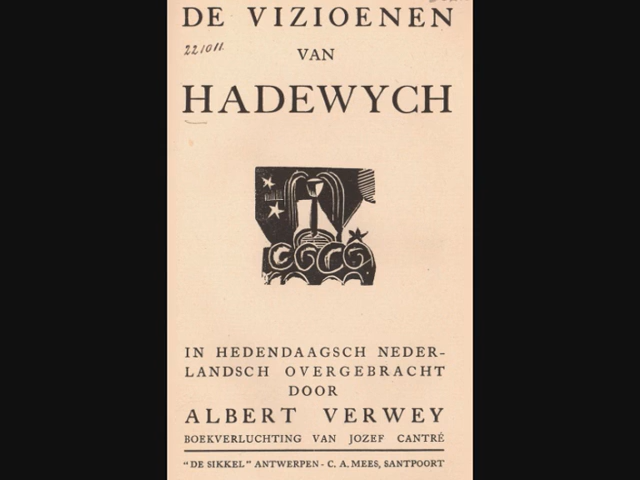 DE VIZIOENEN
221011.
VAN
HADEWYCH
IN HEDENDAAGSCH NEDER-
LANDSCH OVERGEBRACHT
DOOR
ALBERT VERWEY
BOEKVERLUCHTING VAN JOZEF CANTRÉ
"DE SIKKEL" ANTWERPEN - C. A. MEES, SANTPOORT